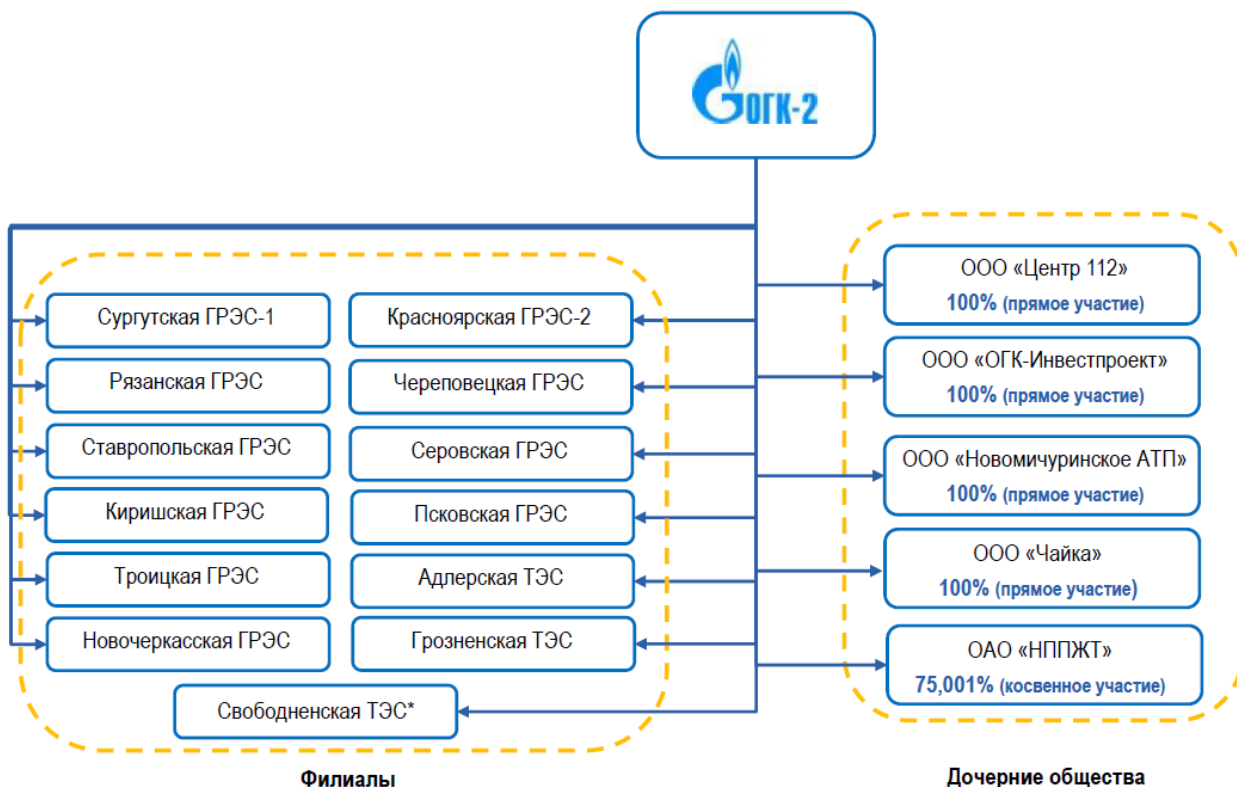 ОГК-2
Сургутская ГРЭС-1
Рязанская ГРЭС
Ставропольская ГРЭС
Киришская ГРЭС
Троицкая ГРЭС
Новочеркасская ГРЭС
Красноярская ГРЭС-2
Череповецкая ГРЭС
Серовская ГРЭС
Псковская ГРЭС
Адлерская ТЭС
Грозненская ТЭС
Свободненская ТЭС*
Филиалы
ООО «Центр 112»
100% (прямое участие)
ООО «ОГК-Инвестпроект»
100% (прямое участие)
ООО «Новомичуринское АТП»
100% (прямое участие)
ООО «Чайка»
100% (прямое участие)
ОАО «НППЖТ»
75,001% (косвенное участие)
Дочерние общества